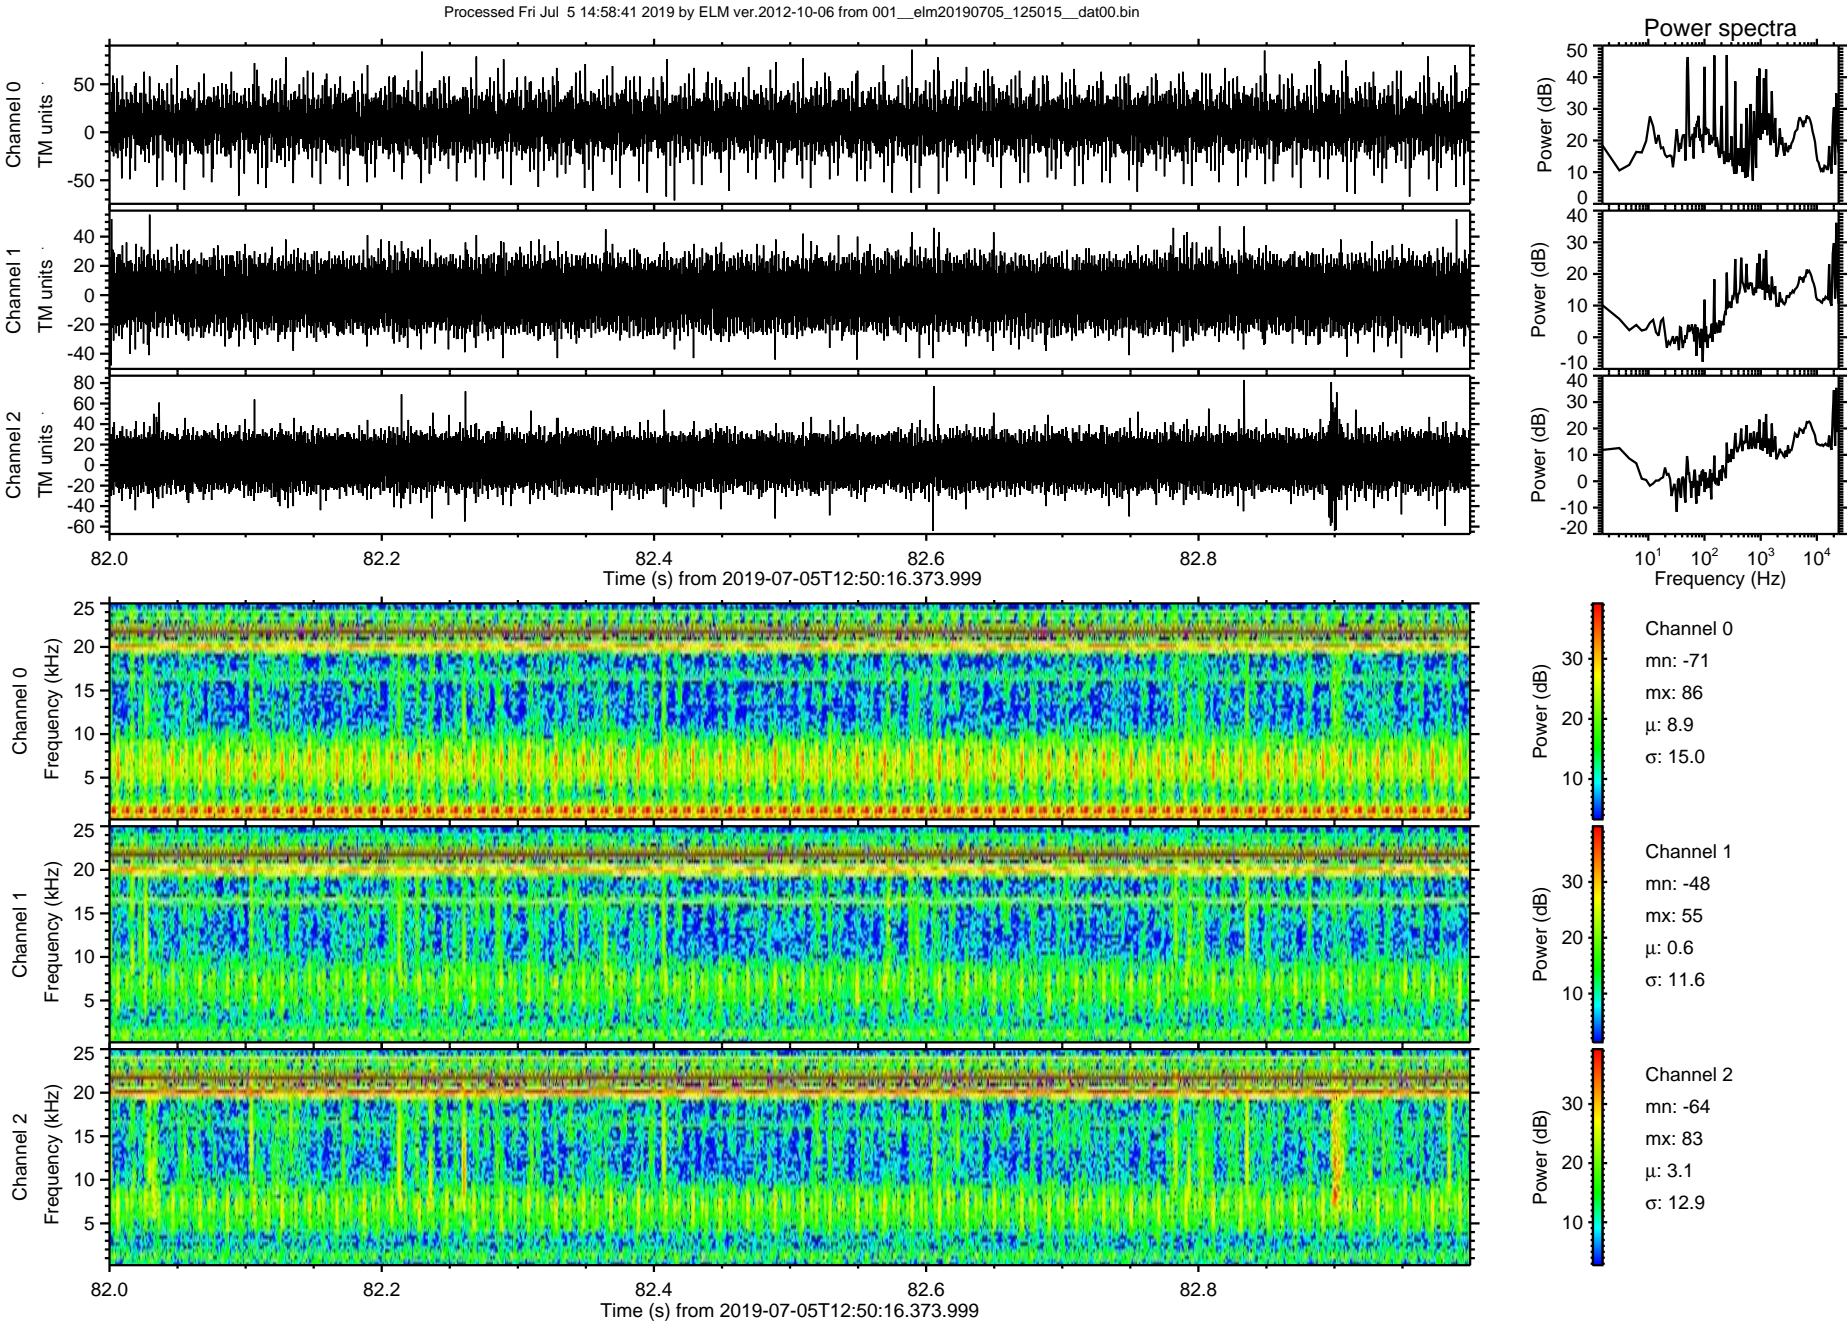 Processed Fri Jul  5 14:58:41 2019 by ELM ver.2012-10-06 from 001__elm20190705_125015__dat00.bin
Power spectra
Channel 0
TM units
50
0
-50
Power (dB)
50
40
30
20
10
0
Channel 1
TM units
40
20
0
-20
-40
Power (dB)
40
30
20
10
0
-10
Channel 2
TM units
80
60
40
20
0
-20
-40
-60
Power (dB)
40
30
20
10
0
-10
-20
82.0 82.2 82.4 82.6 82.8
Time (s) from 2019-07-05T12:50:16.373.999
10¹ 10² 10³ 10⁴
Frequency (Hz)
Channel 0
Frequency (kHz)
25
20
15
10
5
Power (dB)
30
20
10
Channel 0
mn: -71
mx: 86
μ: 8.9
σ: 15.0
Channel 1
Frequency (kHz)
25
20
15
10
5
Power (dB)
30
20
10
Channel 1
mn: -48
mx: 55
μ: 0.6
σ: 11.6
Channel 2
Frequency (kHz)
25
20
15
10
5
Power (dB)
30
20
10
Channel 2
mn: -64
mx: 83
μ: 3.1
σ: 12.9
82.0 82.2 82.4 82.6 82.8
Time (s) from 2019-07-05T12:50:16.373.999